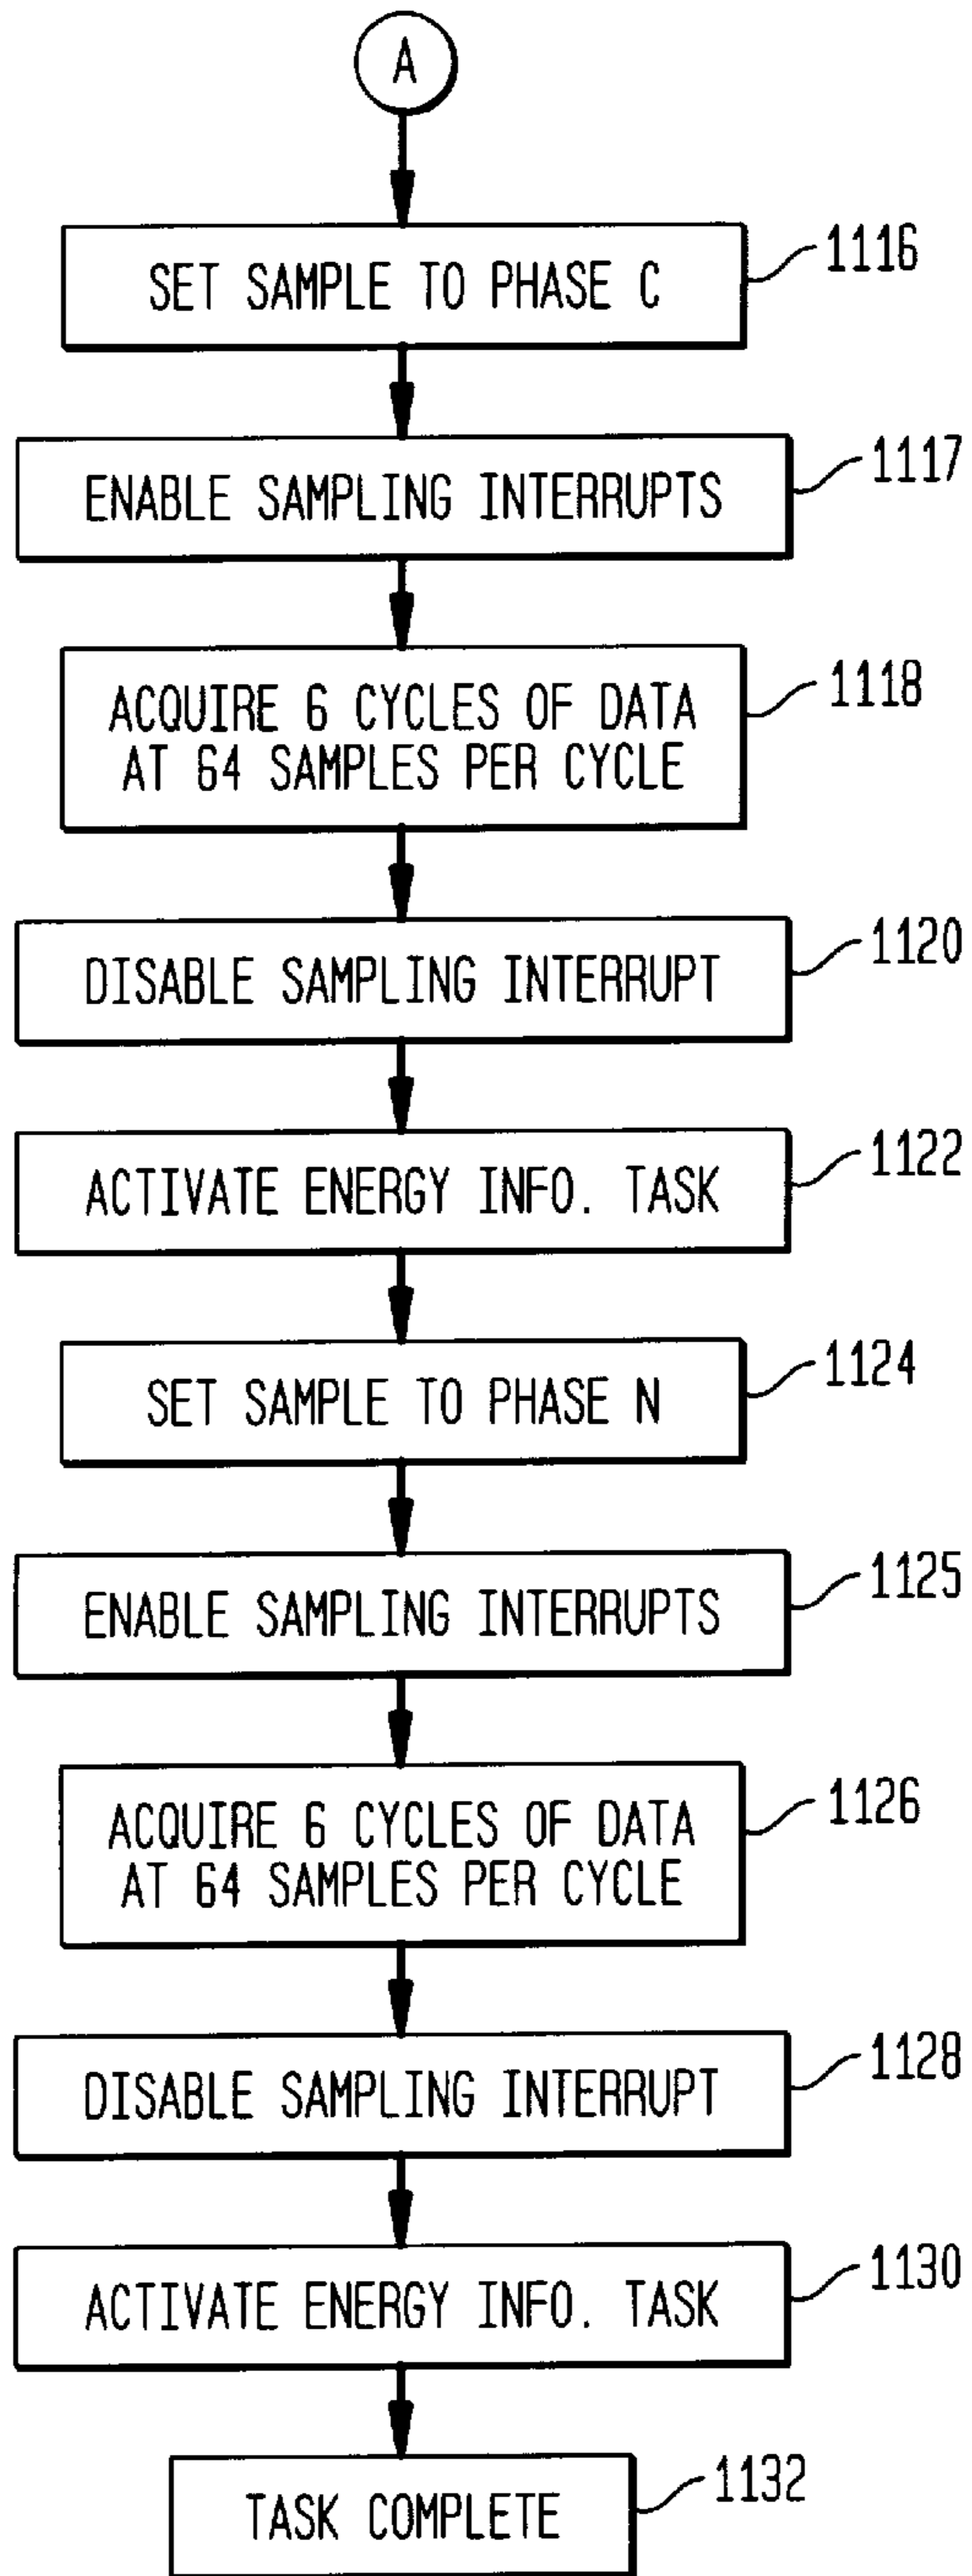 A
SET SAMPLE TO PHASE C
1116
ENABLE SAMPLING INTERRUPTS
1117
ACQUIRE 6 CYCLES OF DATA
AT 64 SAMPLES PER CYCLE
1118
DISABLE SAMPLING INTERRUPT
1120
ACTIVATE ENERGY INFO. TASK
1122
SET SAMPLE TO PHASE N
1124
ENABLE SAMPLING INTERRUPTS
1125
ACQUIRE 6 CYCLES OF DATA
AT 64 SAMPLES PER CYCLE
1126
DISABLE SAMPLING INTERRUPT
1128
ACTIVATE ENERGY INFO. TASK
1130
TASK COMPLETE
1132